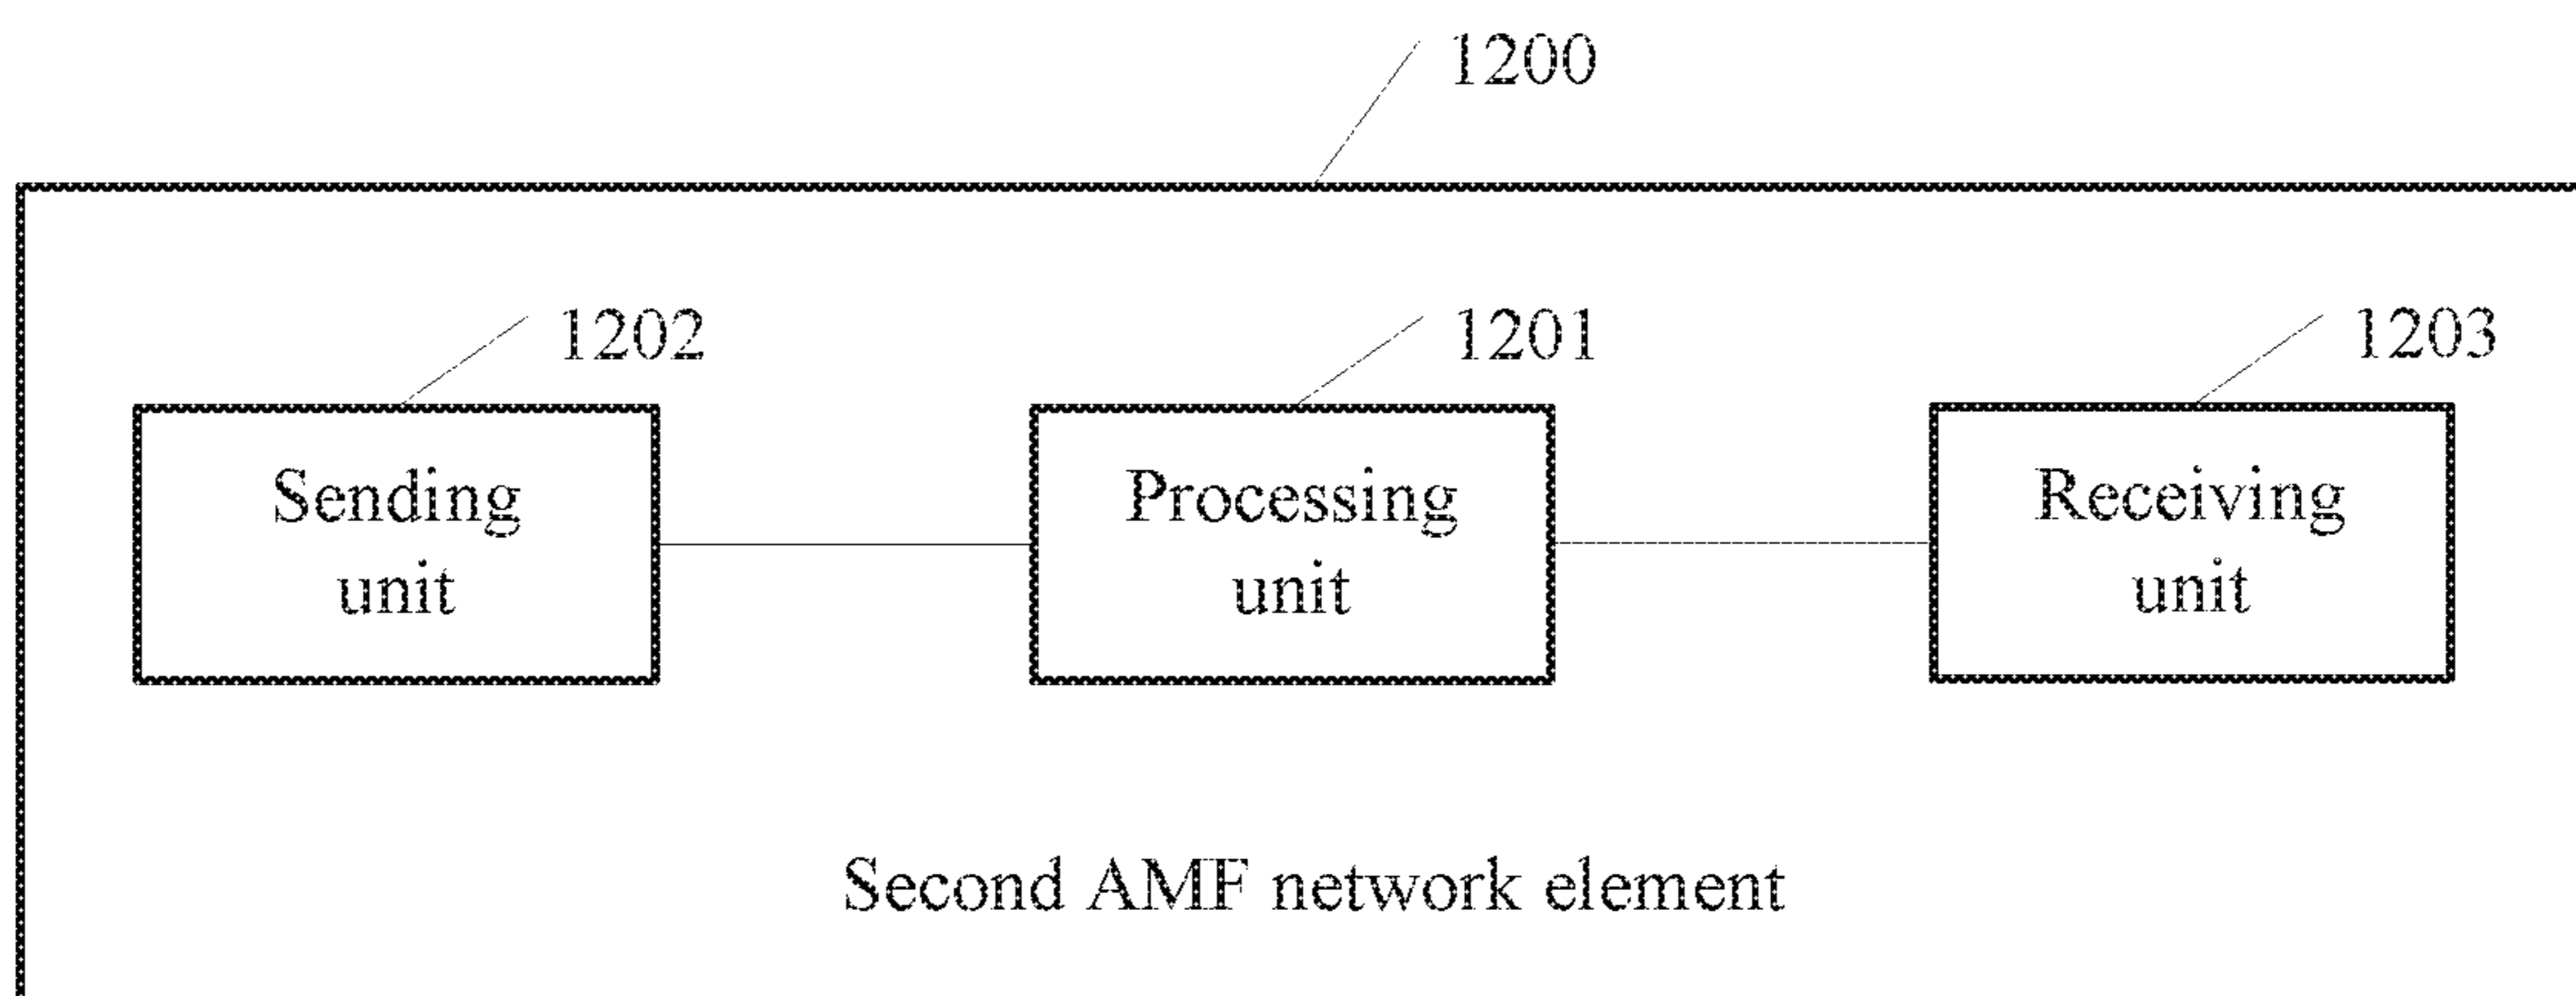 1200
1202
1201
1203
Sending
unit
Processing
unit
Receiving
unit
Second AMF network element